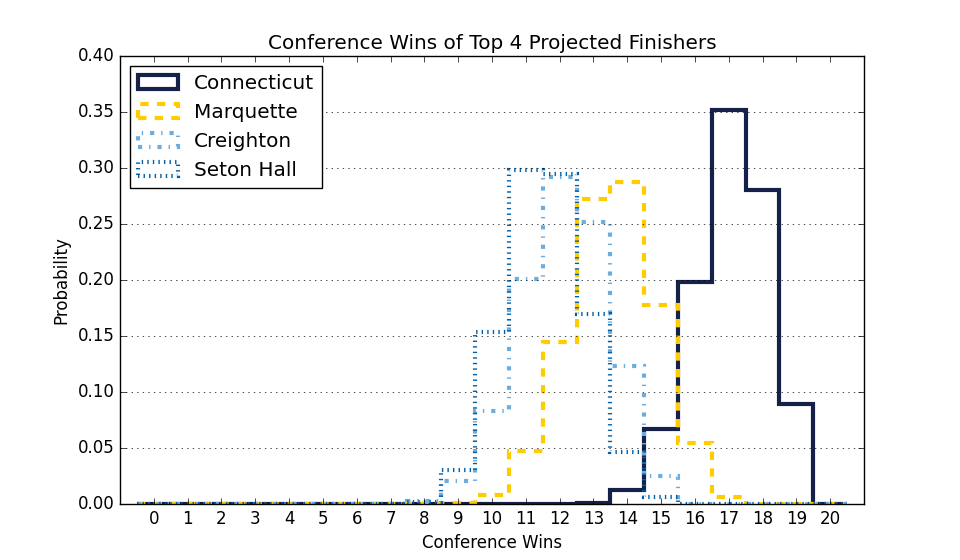 Conference Wins of Top 4 Projected Finishers
0.40
0.35
0.30
0.25
0.20
0.15
0.10
0.05
0.00
Probability
Connecticut
Marquette
Creighton
Seton Hall
0 1 2 3 4 5 6 7 8 9 10 11 12 13 14 15 16 17 18 19 20
Conference Wins